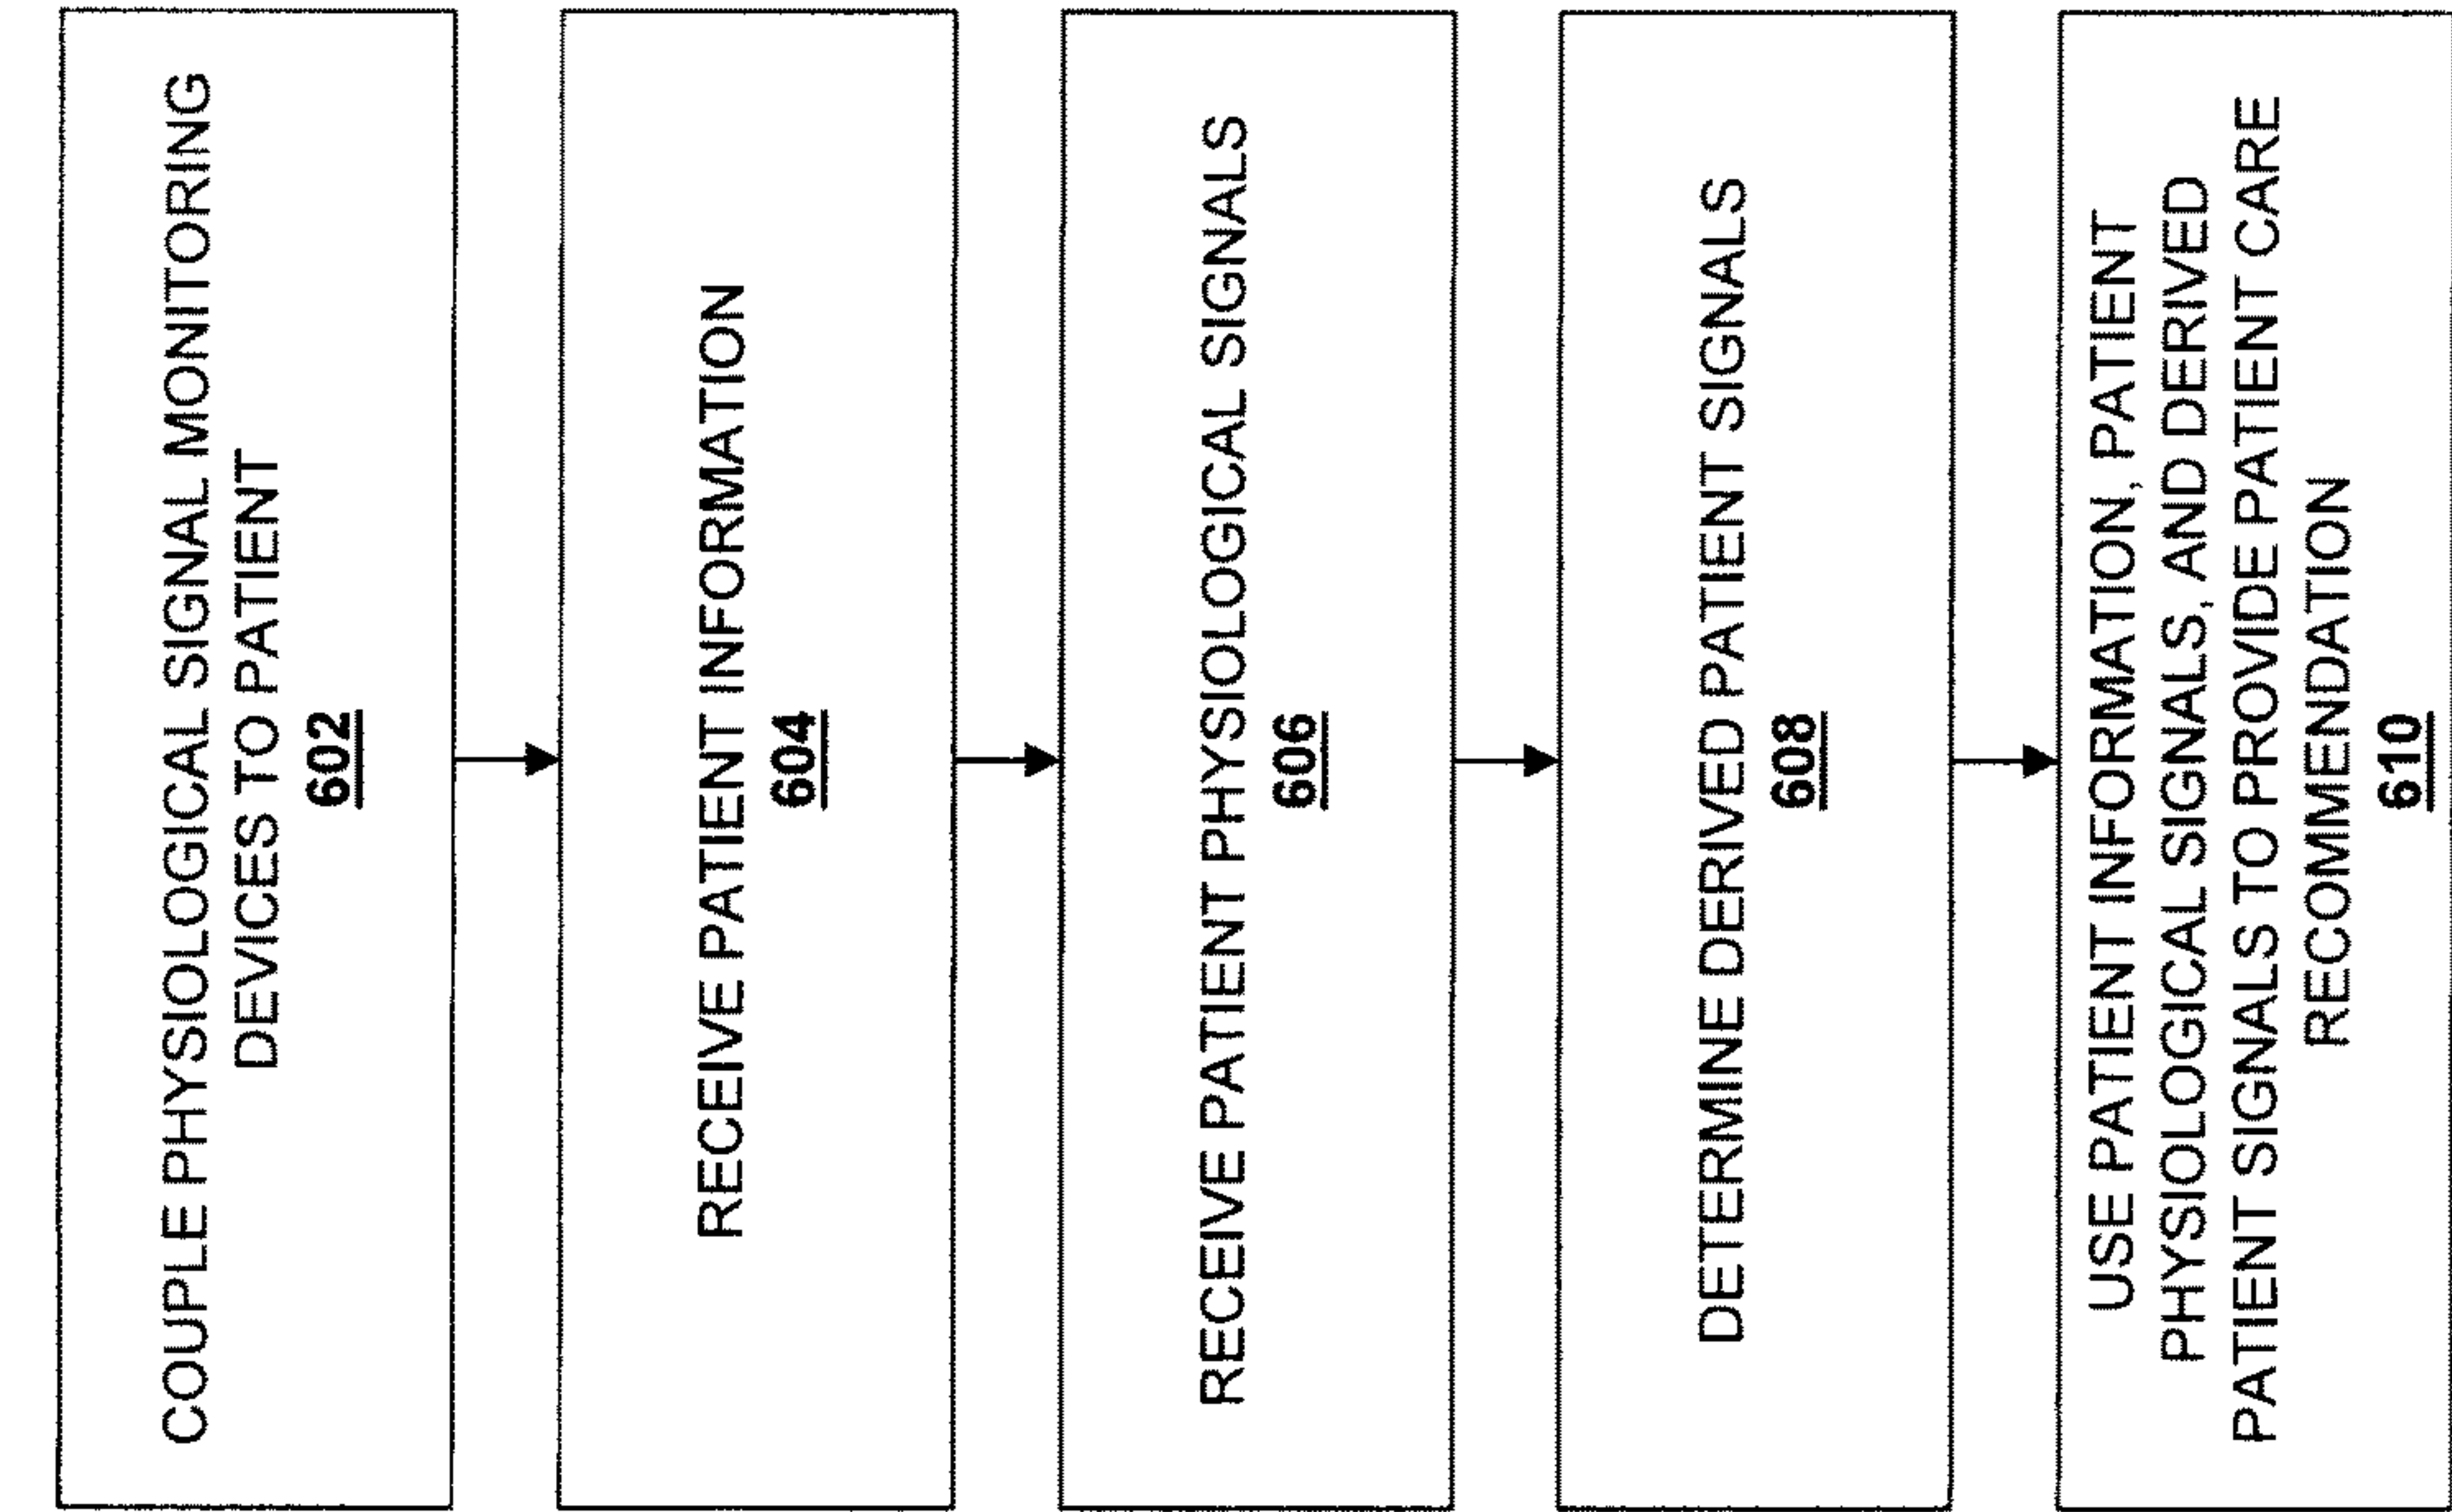 COUPLE PHYSIOLOGICAL SIGNAL MONITORING
DEVICES TO PATIENT
602
RECEIVE PATIENT INFORMATION
604
RECEIVE PATIENT PHYSIOLOGICAL SIGNALS
606
DETERMINE DERIVED PATIENT SIGNALS
608
USE PATIENT INFORMATION, PATIENT
PHYSIOLOGICAL SIGNALS, AND DERIVED
PATIENT SIGNALS TO PROVIDE PATIENT CARE
RECOMMENDATION
610